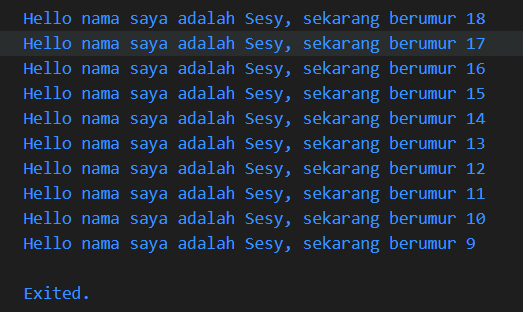 Hello nama saya adalah Sesy, sekarang berumur 18
Hello nama saya adalah Sesy, sekarang berumur 17
Hello nama saya adalah Sesy, sekarang berumur 16
Hello nama saya adalah Sesy, sekarang berumur 15
Hello nama saya adalah Sesy, sekarang berumur 14
Hello nama saya adalah Sesy, sekarang berumur 13
Hello nama saya adalah Sesy, sekarang berumur 12
Hello nama saya adalah Sesy, sekarang berumur 11
Hello nama saya adalah Sesy, sekarang berumur 10
Hello nama saya adalah Sesy, sekarang berumur 9
Exited.